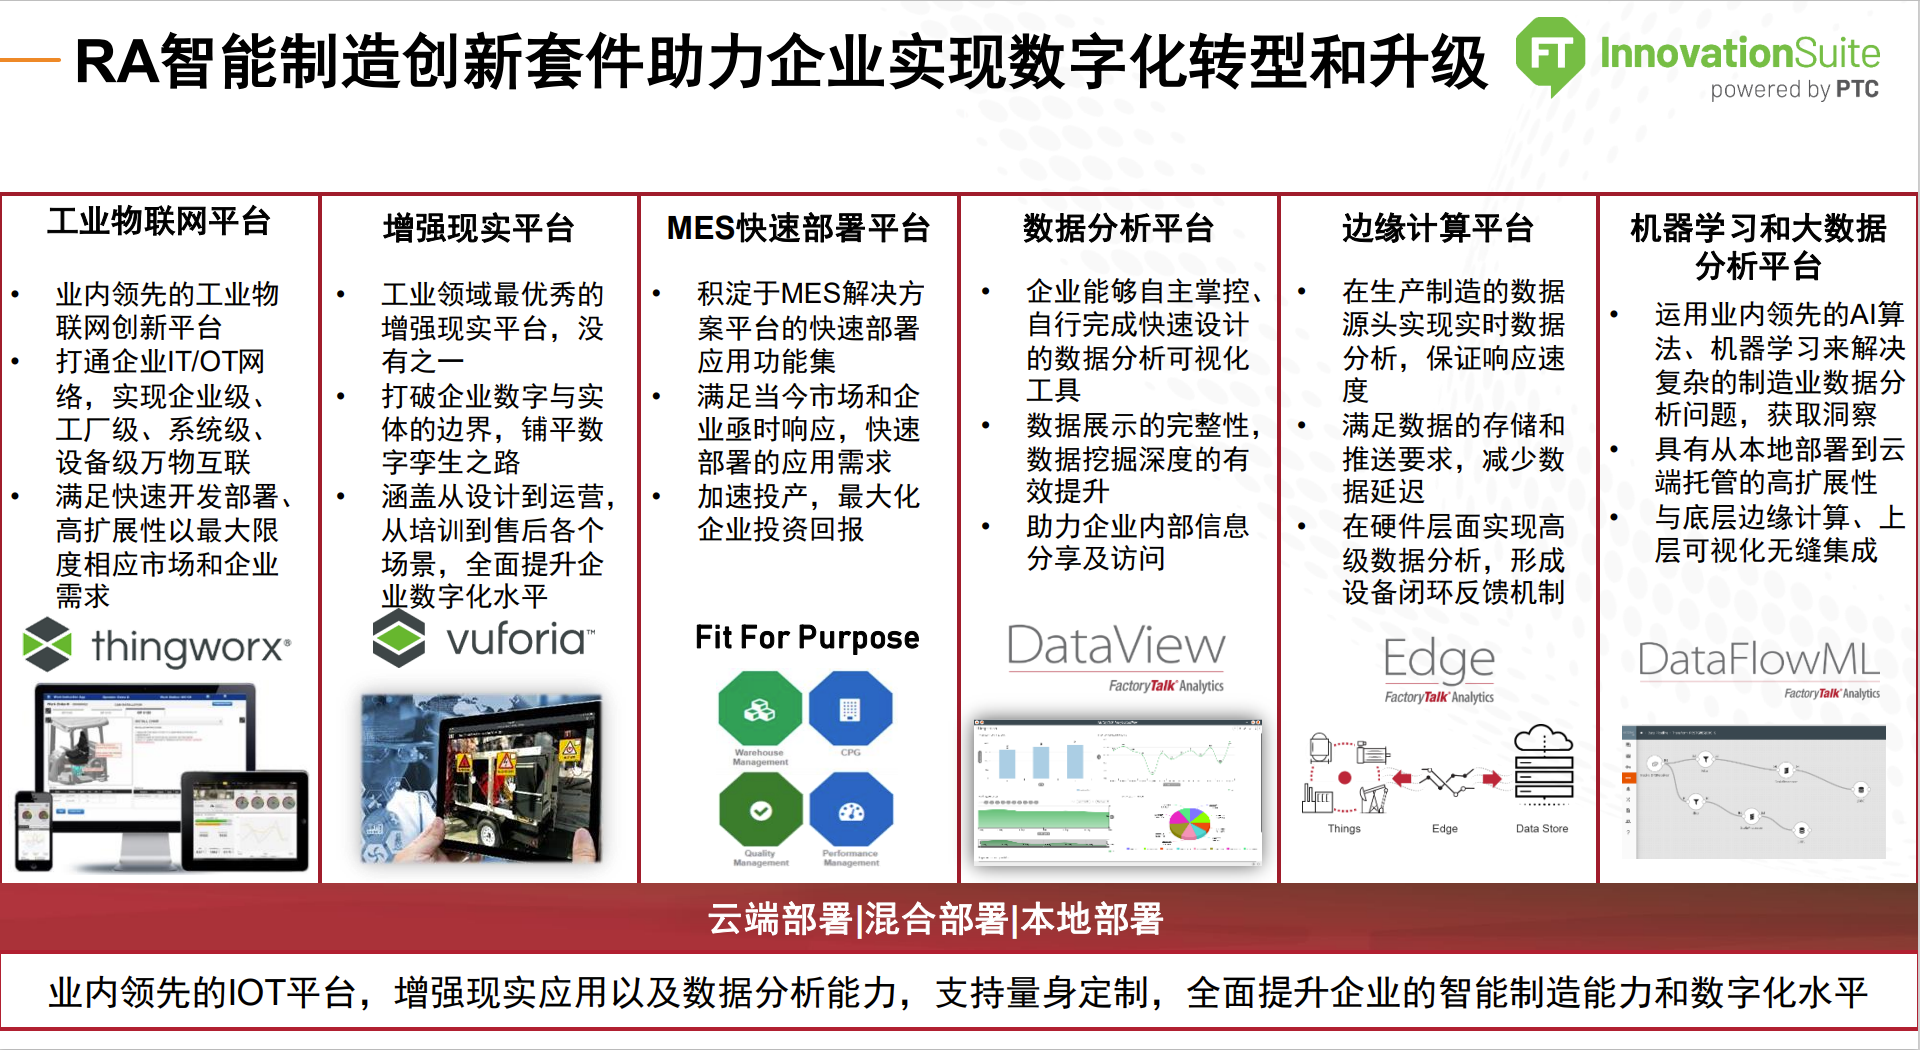 RA智能制造创新套件助力企业实现数字化转型和升级
FT InnovationSuite
powered by PTC
工业物联网平台
• 业内领先的工业物
联网创新平台
• 打通企业IT/OT网
络，实现企业级、
工厂级、系统级、
设备级万物互联
• 满足快速开发部署、
高扩展性以最大限
度相应市场和企业
需求
thingworx®
增强现实平台
• 工业领域最优秀的
增强现实平台，没
有之一
• 打破企业数字与实
体的边界，铺平数
字孪生之路
• 涵盖从设计到运营，
从培训到售后各个
场景，全面提升企
业数字化水平
vuforia™
MES快速部署平台
• 积淀于MES解决方
案平台的快速部署
应用功能集
• 满足当今市场和企
业亟时响应，快速
部署的应用需求
• 加速投产，最大化
企业投资回报
Fit For Purpose
Warehouse
Management
CPG
Quality
Management
Performance
Management
数据分析平台
• 企业能够自主掌控、
自行完成快速设计
的数据分析可视化
工具
• 数据展示的完整性，
数据挖掘深度的有
效提升
• 助力企业内部信息
分享及访问
DataView
FactoryTalk® Analytics
边缘计算平台
• 在生产制造的数据
源头实现实时数据
分析，保证响应速
度
• 满足数据的存储和
推送要求，减少数
据延迟
• 在硬件层面实现高
级数据分析，形成
设备闭环反馈机制
Edge
FactoryTalk® Analytics
Things
Edge
Data Store
机器学习和大数据
分析平台
• 运用业内领先的AI算
法、机器学习来解决
复杂的制造业数据分
析问题，获取洞察
• 具有从本地部署到云
端托管的高扩展性
• 与底层边缘计算、上
层可视化无缝集成
DataFlowML
FactoryTalk® Analytics
云端部署|混合部署|本地部署
业内领先的IOT平台，增强现实应用以及数据分析能力，支持量身定制，全面提升企业的智能制造能力和数字化水平